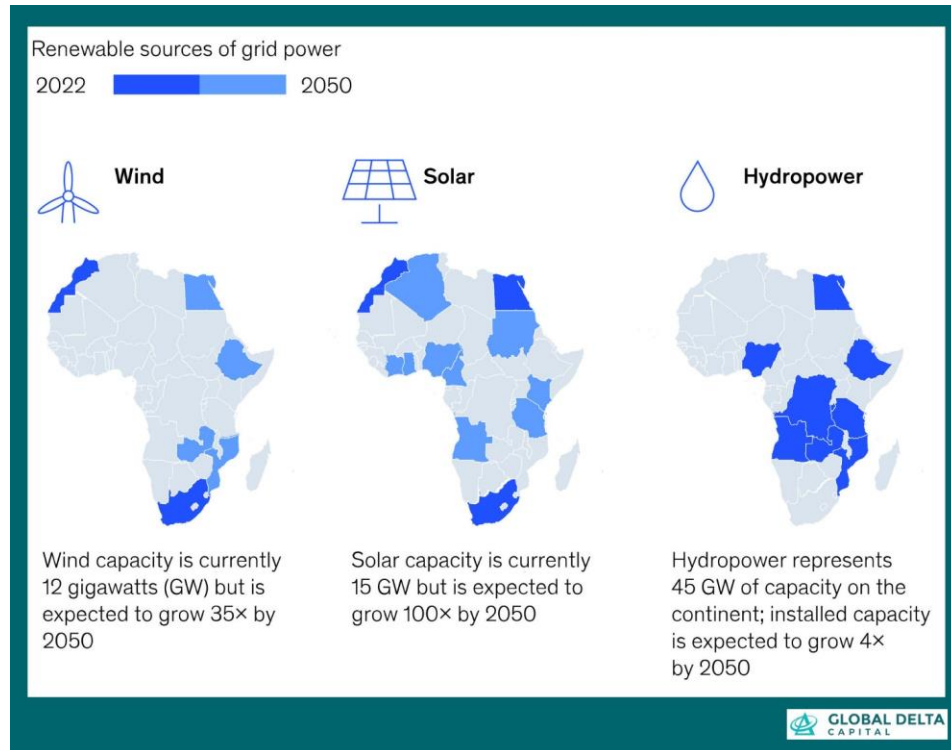 Renewable sources of grid power
2022 2050
Wind
Solar
Hydropower
Wind capacity is currently
12 gigawatts (GW) but is
expected to grow 35× by
2050
Solar capacity is currently
15 GW but is expected to
grow 100× by 2050
Hydropower represents
45 GW of capacity on the
continent; installed capacity
is expected to grow 4×
by 2050
GLOBAL DELTA
CAPITAL